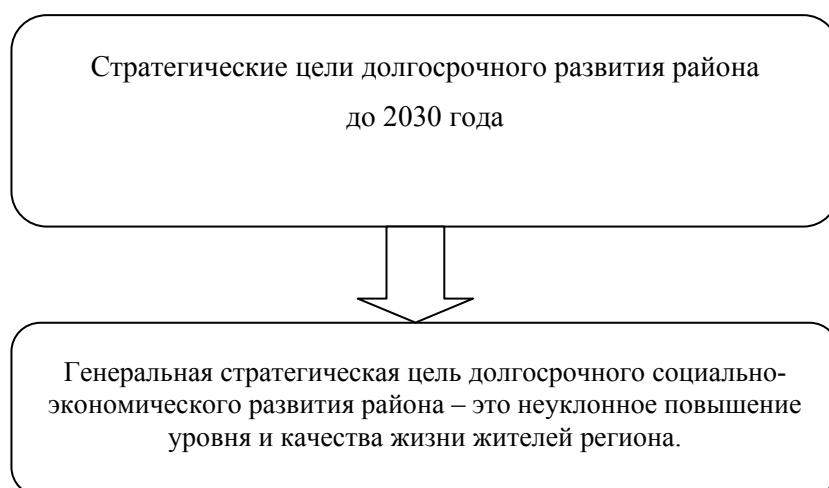 Стратегические цели долгосрочного развития района
до 2030 года
Генеральная стратегическая цель долгосрочного социально-
экономического развития района – это неуклонное повышение
уровня и качества жизни жителей региона.